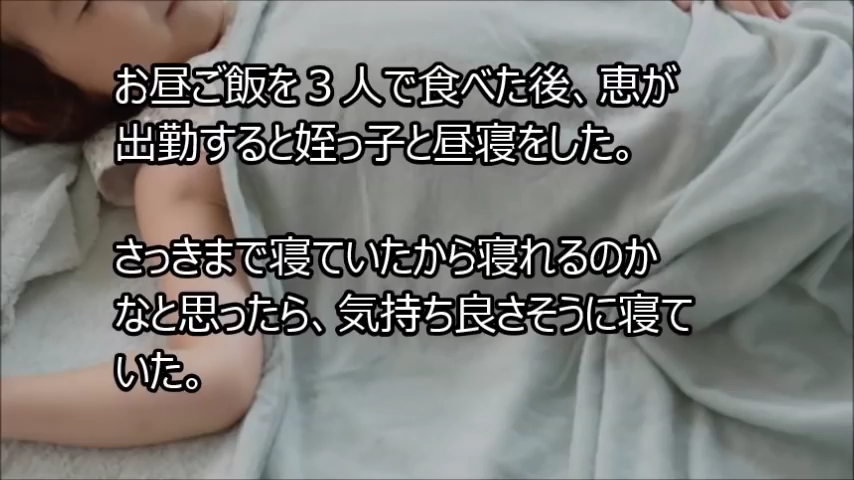 お昼ご飯を３人で食べた後、恵が
出勤すると姪っ子と昼寝をした。
さっきまで寝ていたから寝れるのか
なと思ったら、気持ち良さそうに寝て
いた。